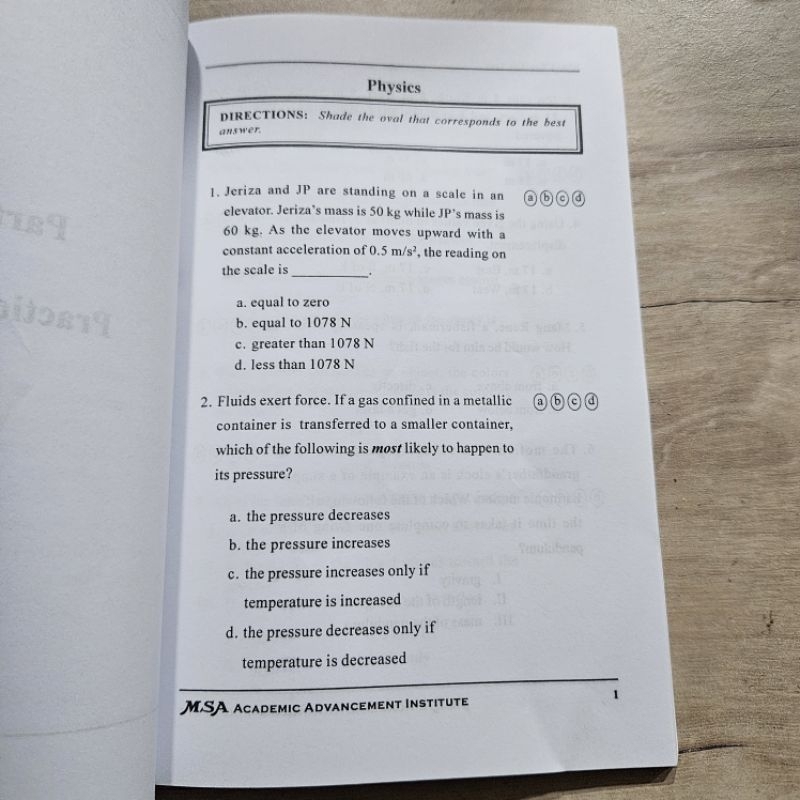 Physics
DIRECTIONS: Shade the oval that corresponds to the best
answer.
1. Jeriza and JP are standing on a scale in an
elevator. Jeriza's mass is 50 kg while JP's mass is
60 kg. As the elevator moves upward with a
constant acceleration of 0.5 m/s², the reading on
the scale is ____________.
a b c d
a. equal to zero
b. equal to 1078 N
c. greater than 1078 N
d. less than 1078 N
2. Fluids exert force. If a gas confined in a metallic
container is transferred to a smaller container,
which of the following is most likely to happen to
its pressure?
a b c d
a. the pressure decreases
b. the pressure increases
c. the pressure increases only if
temperature is increased
d. the pressure decreases only if
temperature is decreased
MSA ACADEMIC ADVANCEMENT INSTITUTE
1